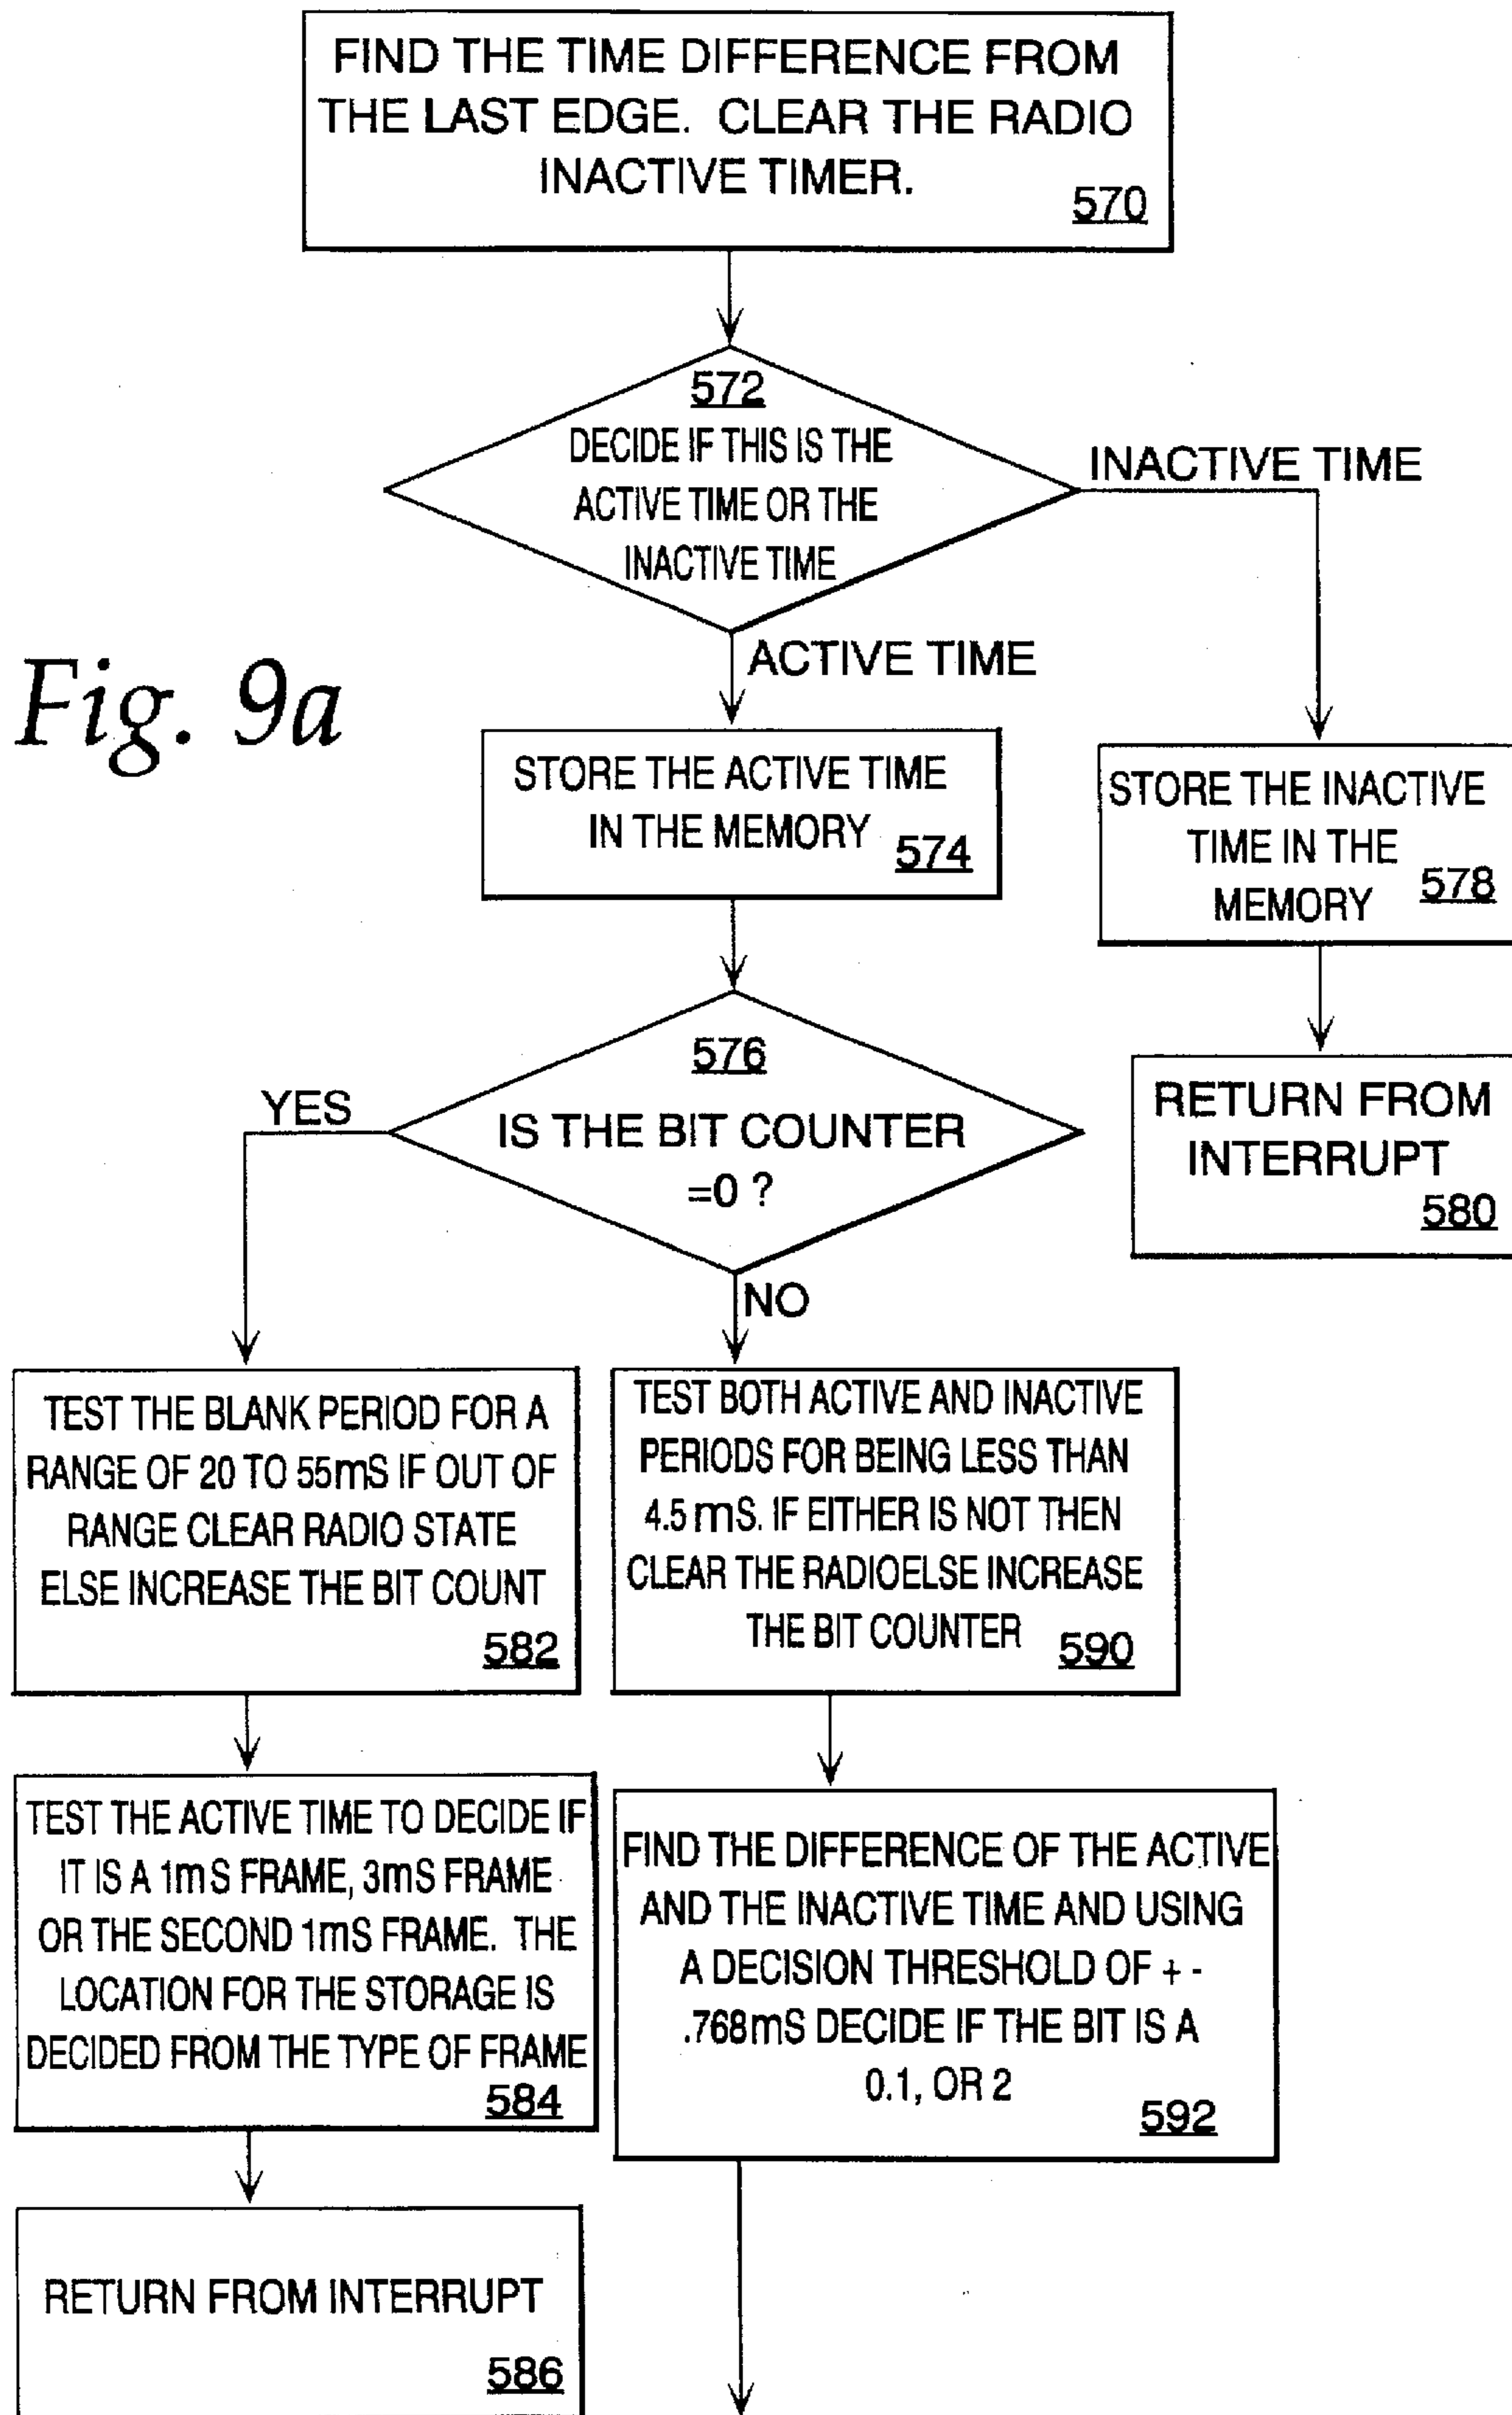 FIND THE TIME DIFFERENCE FROM
THE LAST EDGE. CLEAR THE RADIO
INACTIVE TIMER.
570
572
DECIDE IF THIS IS THE
ACTIVE TIME OR THE
INACTIVE TIME
INACTIVE TIME
ACTIVE TIME
Fig. 9a
STORE THE ACTIVE TIME
IN THE MEMORY
574
STORE THE INACTIVE
TIME IN THE
MEMORY
578
576
IS THE BIT COUNTER
=0 ?
YES
NO
RETURN FROM
INTERRUPT
580
TEST THE BLANK PERIOD FOR A
RANGE OF 20 TO 55mS IF OUT OF
RANGE CLEAR RADIO STATE
ELSE INCREASE THE BIT COUNT
582
TEST BOTH ACTIVE AND INACTIVE
PERIODS FOR BEING LESS THAN
4.5 mS. IF EITHER IS NOT THEN
CLEAR THE RADIOELSE INCREASE
THE BIT COUNTER
590
TEST THE ACTIVE TIME TO DECIDE IF
IT IS A 1mS FRAME, 3mS FRAME
OR THE SECOND 1mS FRAME. THE
LOCATION FOR THE STORAGE IS
DECIDED FROM THE TYPE OF FRAME
584
FIND THE DIFFERENCE OF THE ACTIVE
AND THE INACTIVE TIME AND USING
A DECISION THRESHOLD OF + -
.768mS DECIDE IF THE BIT IS A
0.1, OR 2
592
RETURN FROM INTERRUPT
586